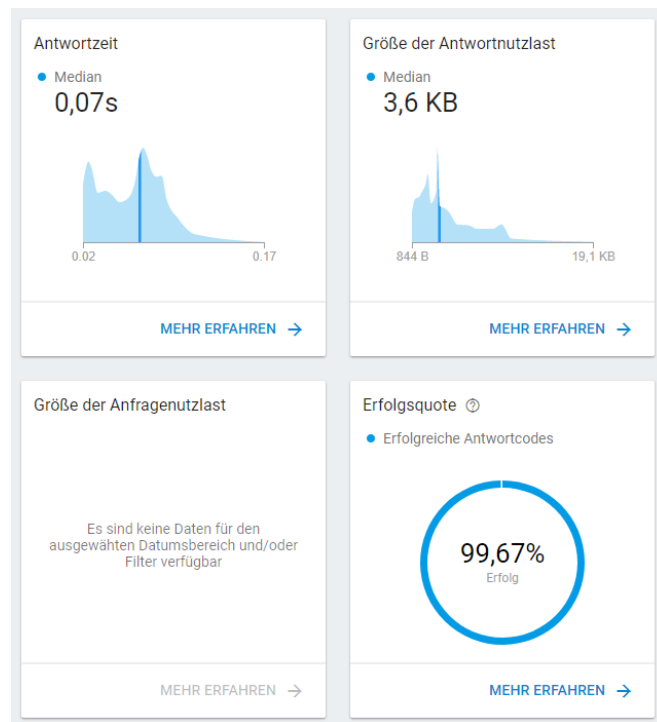 Antwortzeit
Median
0,07s
0.02
0.17
MEHR ERFAHREN
Größe der Antwortnutzlast
Median
3,6 KB
844 B
19,1 KB
MEHR ERFAHREN
Größe der Anfragenutzlast
Es sind keine Daten für den
ausgewähten Datumsbereich und/oder
Filter verfügbar
MEHR ERFAHREN
Erfolgsquote
Erfolgreiche Antwortcodes
99,67%
Erfolg
MEHR ERFAHREN